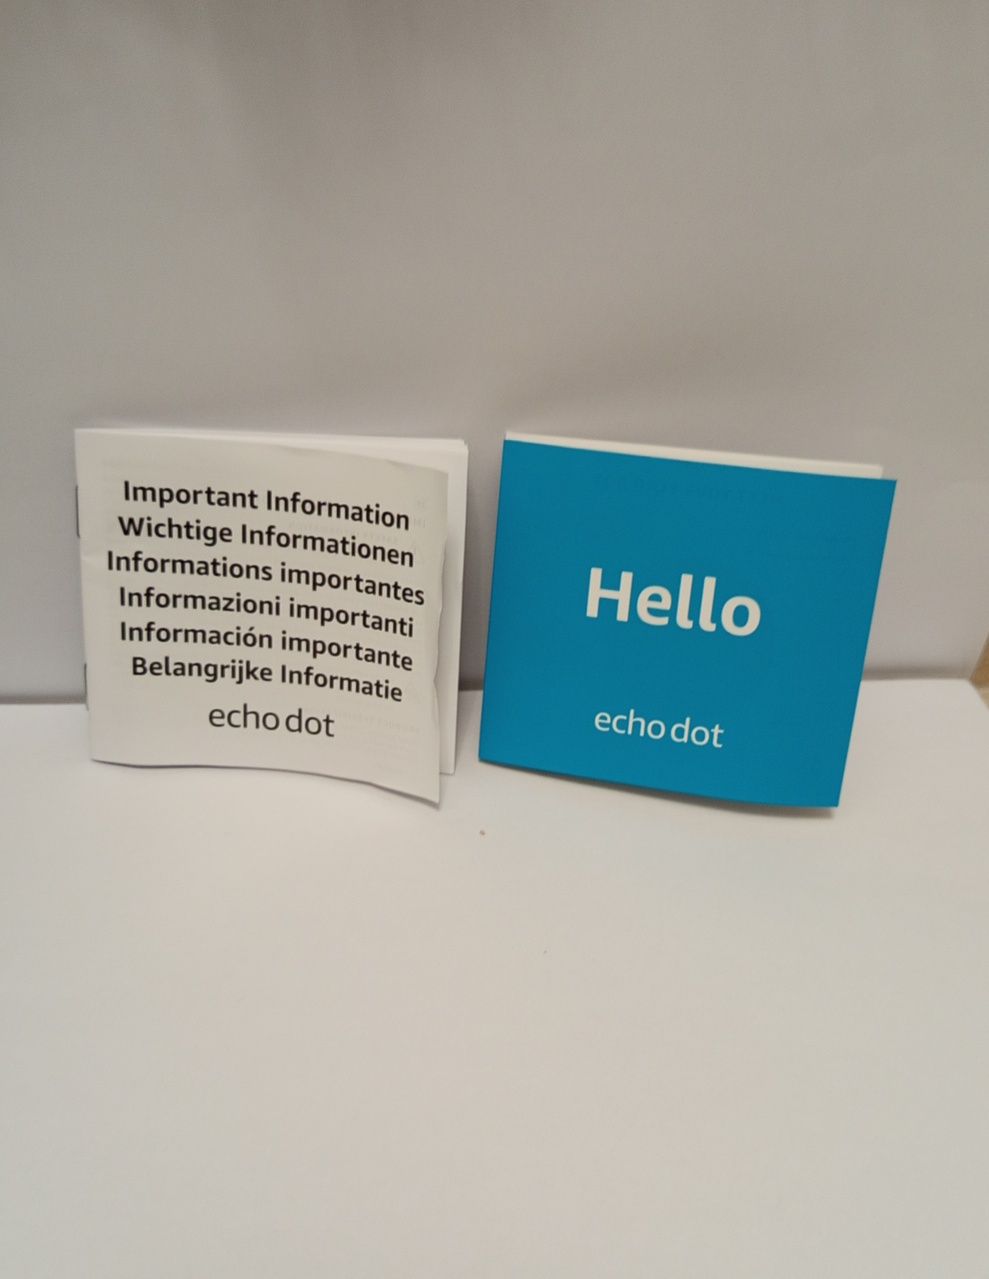 Important Information
Wichtige Informationen
Informations importantes
Informazioni importanti
Información importante
Belangrijke Informatie
echo dot
Hello
echo dot